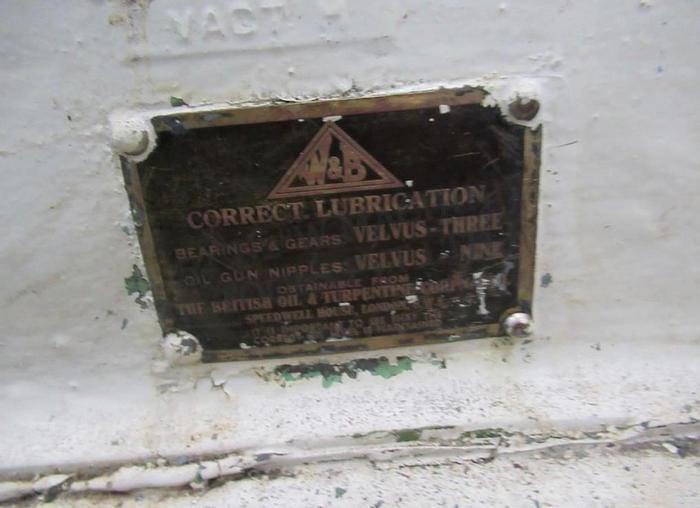 VACT
W&B
CORRECT LUBRICATION
BEARINGS & GEARS VELVUS-THREE
OIL GUN NIPPLES VELVUS - NINE
OBTAINABLE FROM
THE BRITISH OIL & TURPENTINE
SPEEDWELL HOUSE, LONDON,